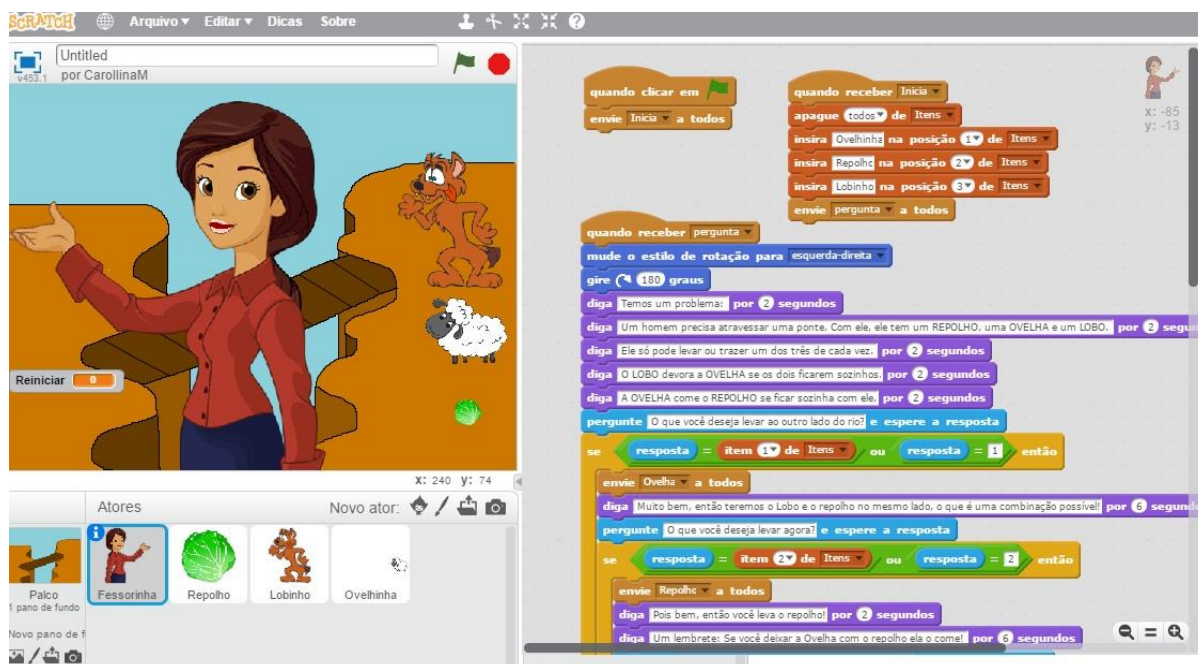 SCRATCH Arquivo Editar Dicas Sobre
Untitled
v453.1 por CarollinaM
Reiniciar 0
x: 240 y: 74
Atores Novo ator:
Palco
1 pano de fundo
Novo pano de f
Fessorinha Repolho Lobinho Ovelhinha
quando clicar em
envie Inicia a todos
quando receber Inicia
apague todos de Itens
insira Ovelhinha na posição 1 de Itens
insira Repolho na posição 2 de Itens
insira Lobinho na posição 3 de Itens
envie pergunta a todos
x: -85
y: -13
quando receber pergunta
mude o estilo de rotação para esquerda-direita
gire 180 graus
diga Temos um problema: por 2 segundos
diga Um homem precisa atravessar uma ponte. Com ele, ele tem um REPOLHO, uma OVELHA e um LOBO. por 2 segun
diga Ele só pode levar ou trazer um dos três de cada vez. por 2 segundos
diga O LOBO devora a OVELHA se os dois ficarem sozinhos. por 2 segundos
diga A OVELHA come o REPOLHO se ficar sozinha com ele. por 2 segundos
pergunte O que você deseja levar ao outro lado do rio? e espere a resposta
se resposta = item 1 de Itens ou resposta = 1 então
envie Ovelha a todos
diga Muito bem, então teremos o Lobo e o repolho no mesmo lado, o que é uma combinação possível! por 6 segund
pergunte O que você deseja levar agora? e espere a resposta
se resposta = item 2 de Itens ou resposta = 2 então
envie Repolho a todos
diga Pois bem, então você leva o repolho! por 2 segundos
diga Um lembrete: Se você deixar a Ovelha com o repolho ela o come! por 6 segundos